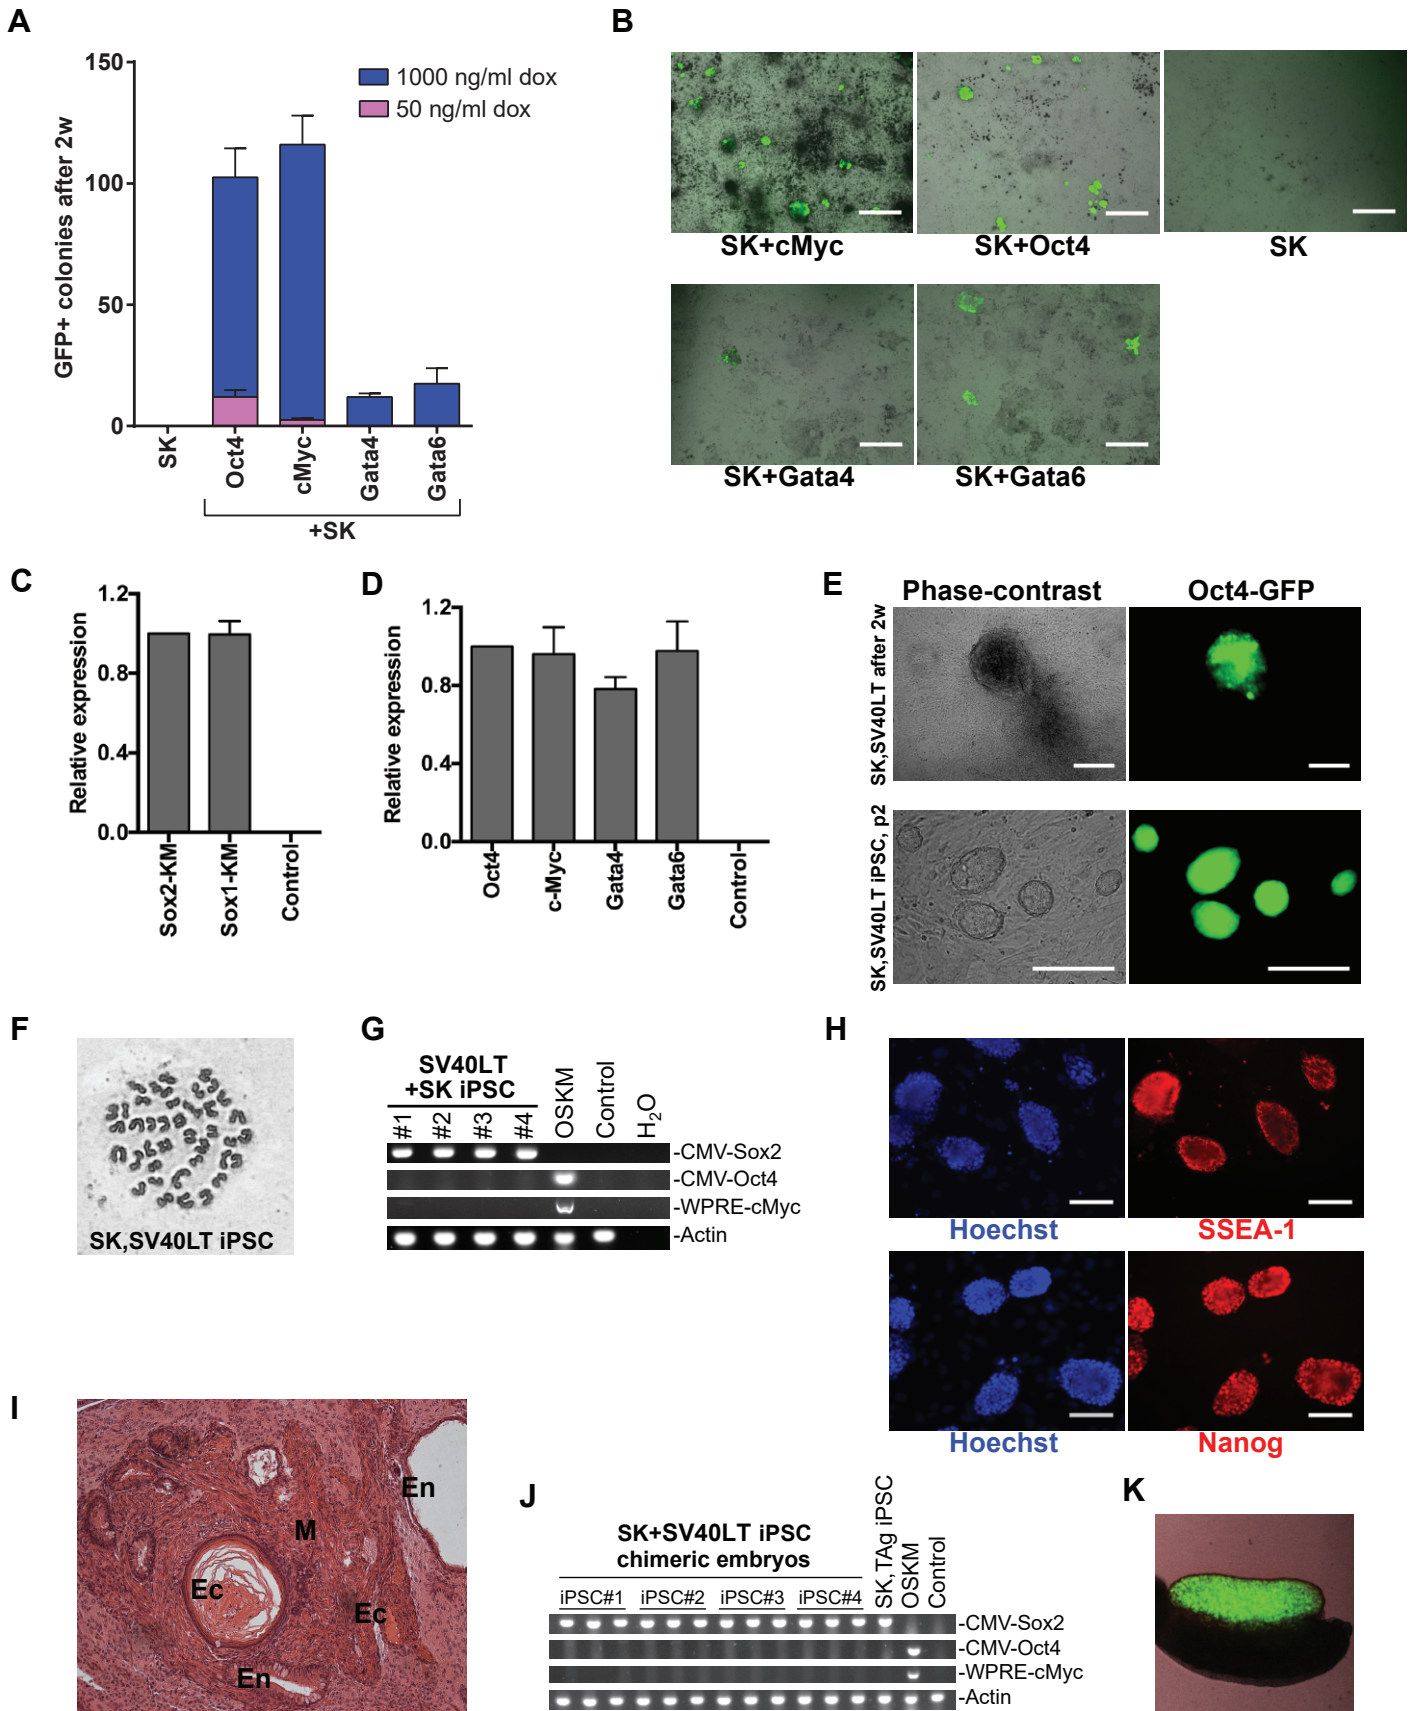 A
150
100
50
0
GFP+ colonies after 2w
1000 ng/ml dox
50 ng/ml dox
SK
Oct4
cMyc
Gata4
Gata6
+SK
B
SK+cMyc
SK+Oct4
SK
SK+Gata4
SK+Gata6
C
1.2
0.8
0.4
0.0
Relative expression
Sox2-KM
Sox1-KM
Control
D
1.2
0.8
0.4
0.0
Relative expression
Oct4
c-Myc
Gata4
Gata6
Control
E
Phase-contrast
Oct4-GFP
SK,SV40LT after 2w
SK,SV40LT iPSC, p2
F
SK,SV40LT iPSC
G
SV40LT
+SK iPSC
#1
#2
#3
#4
OSKM
Control
H₂O
-CMV-Sox2
-CMV-Oct4
-WPRE-cMyc
-Actin
H
Hoechst
SSEA-1
Hoechst
Nanog
I
En
M
Ec
Ec
En
J
SK+SV40LT iPSC
chimeric embryos
iPSC#1
iPSC#2
iPSC#3
iPSC#4
SK,TAg iPSC
OSKM
Control
-CMV-Sox2
-CMV-Oct4
-WPRE-cMyc
-Actin
K